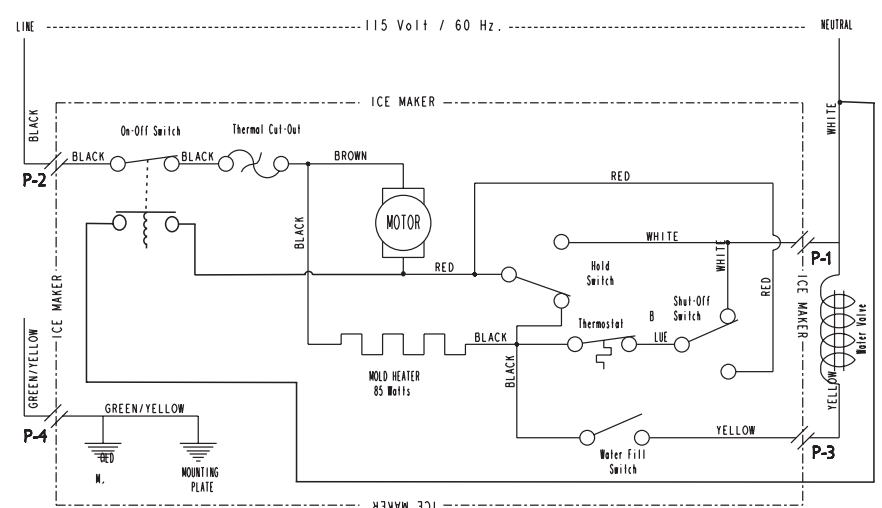 LINE
115 Volt / 60 Hz.
NEUTRAL
ICE MAKER
BLACK
On-Off Switch
Thermal Cut-Out
WHITE
BLACK
BLACK
BROWN
P-2
RED
MOTOR
BLACK
WHITE
WHITE
P-1
RED
Hold
Switch
RED
ICE MAKER
ICE MAKER
Shut-Off
Switch
B
LUE
Thermostat
Water Valve
BLACK
MOLD HEATER
85 Watts
BLACK
GREEN/YELLOW
GREEN/YELLOW
YELLOW
YELLOW
P-4
P-3
M.
MOUNTING
PLATE
Water Fill
Switch
ICE MAKER